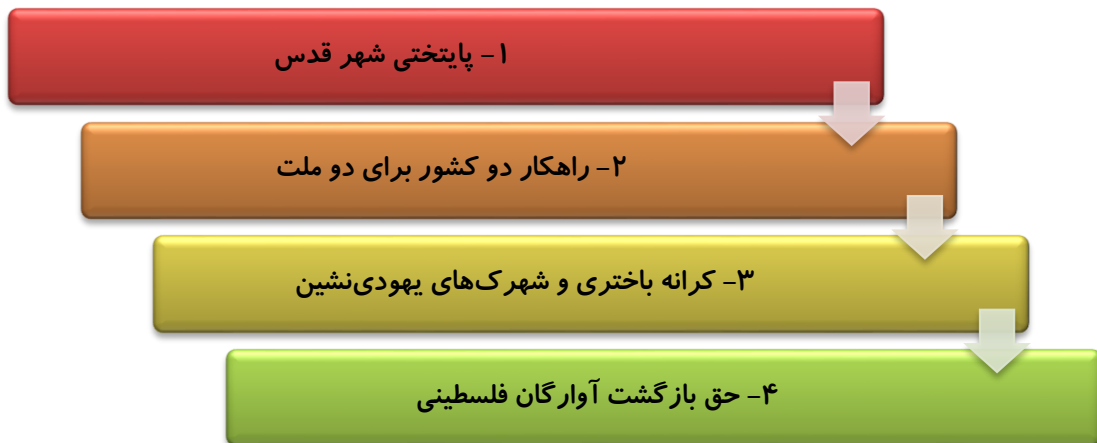 ۱- پایتختی شهر قدس
۲- راهکار دو کشور برای دو ملت
۳- کرانه باختری و شهرک‌های یهودی‌نشین
۴- حق بازگشت آوارگان فلسطینی